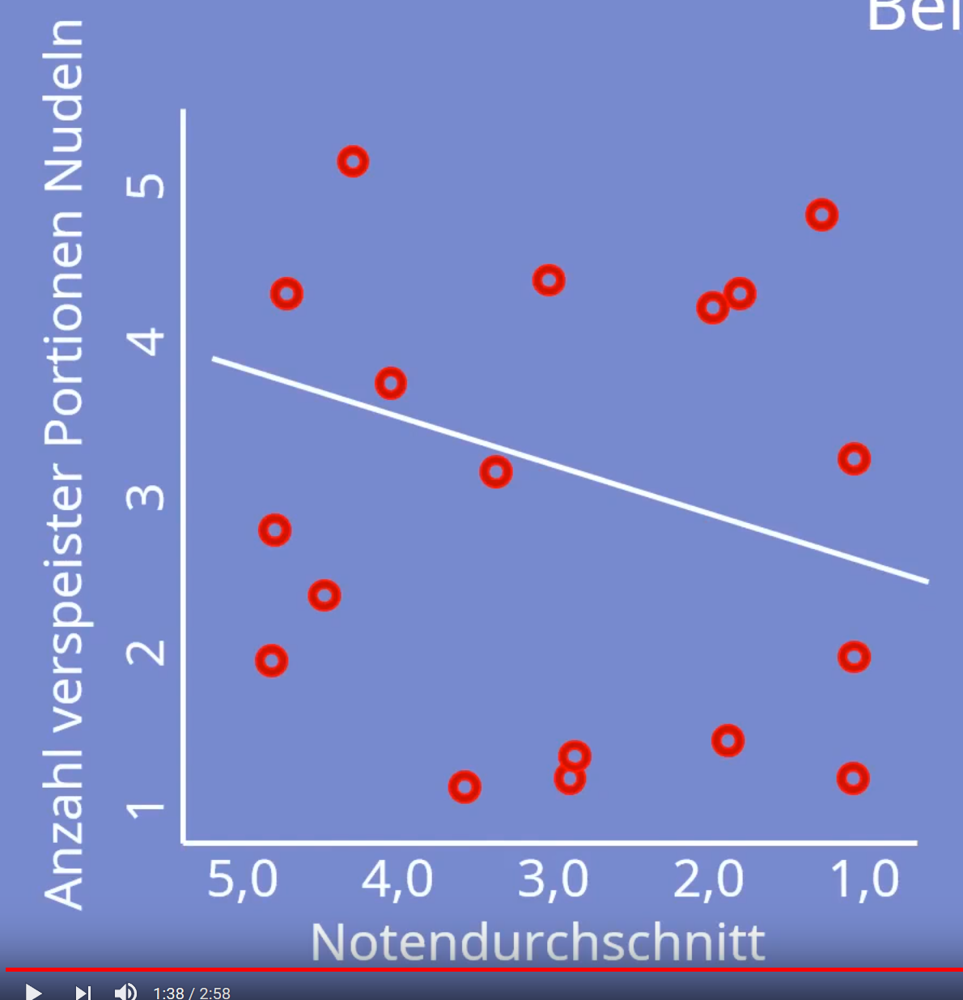 Bei
Anzahl verspeister Portionen Nudeln
5
4
3
2
1
5,0 4,0 3,0 2,0 1,0
Notendurchschnitt
1:38 / 2:58